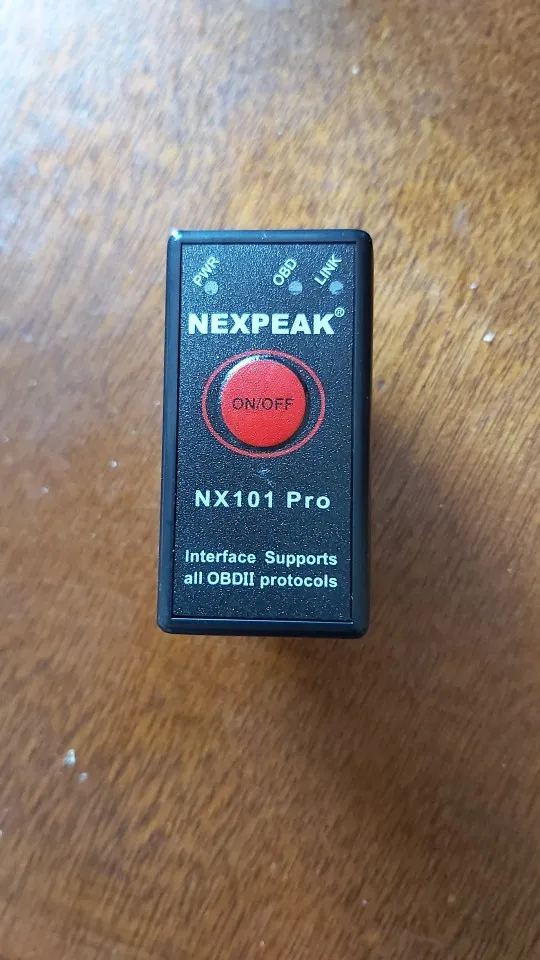 PWR OBD LINK
NEXPEAK®
ON/OFF
NX101 Pro
Interface Supports
all OBDII protocols